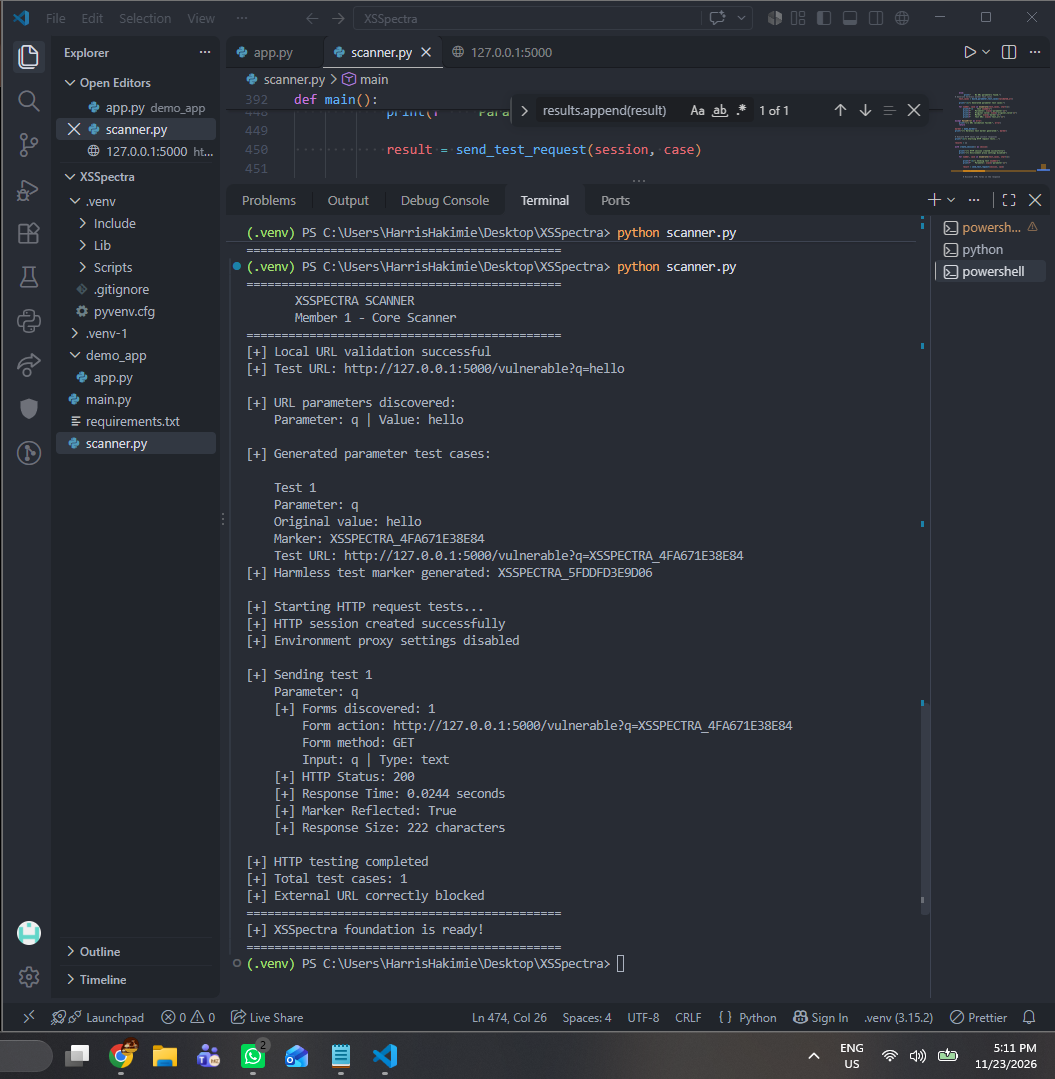 File Edit Selection View ··· XSSpectra
Explorer ···
Open Editors
app.py demo_app
scanner.py
127.0.0.1:5000 ht...
XSSpectra
.venv
Include
Lib
Scripts
.gitignore
pyvenv.cfg
.venv-1
demo_app
app.py
main.py
requirements.txt
scanner.py
Outline
Timeline
app.py scanner.py 127.0.0.1:5000
scanner.py > main
392 def main():
results.append(result) Aa ab .* 1 of 1
449
450 result = send_test_request(session, case)
451
Problems Output Debug Console Terminal Ports
(.venv) PS C:\Users\HarrisHakimie\Desktop\XSSpectra> python scanner.py
==============================================
(.venv) PS C:\Users\HarrisHakimie\Desktop\XSSpectra> python scanner.py
==============================================
XSSPECTRA SCANNER
Member 1 - Core Scanner
==============================================
[+] Local URL validation successful
[+] Test URL: http://127.0.0.1:5000/vulnerable?q=hello
[+] URL parameters discovered:
Parameter: q | Value: hello
[+] Generated parameter test cases:
Test 1
Parameter: q
Original value: hello
Marker: XSSPECTRA_4FA671E38E84
Test URL: http://127.0.0.1:5000/vulnerable?q=XSSPECTRA_4FA671E38E84
[+] Harmless test marker generated: XSSPECTRA_5FDDFD3E9D06
[+] Starting HTTP request tests...
[+] HTTP session created successfully
[+] Environment proxy settings disabled
[+] Sending test 1
Parameter: q
[+] Forms discovered: 1
Form action: http://127.0.0.1:5000/vulnerable?q=XSSPECTRA_4FA671E38E84
Form method: GET
Input: q | Type: text
[+] HTTP Status: 200
[+] Response Time: 0.0244 seconds
[+] Marker Reflected: True
[+] Response Size: 222 characters
[+] HTTP testing completed
[+] Total test cases: 1
[+] External URL correctly blocked
==============================================
[+] XSSpectra foundation is ready!
==============================================
(.venv) PS C:\Users\HarrisHakimie\Desktop\XSSpectra>
powersh...
python
powershell
Launchpad 0 0 Live Share Ln 474, Col 26 Spaces: 4 UTF-8 CRLF { } Python Sign In .venv (3.15.2) Prettier
2
ENG
US
5:11 PM
11/23/2026